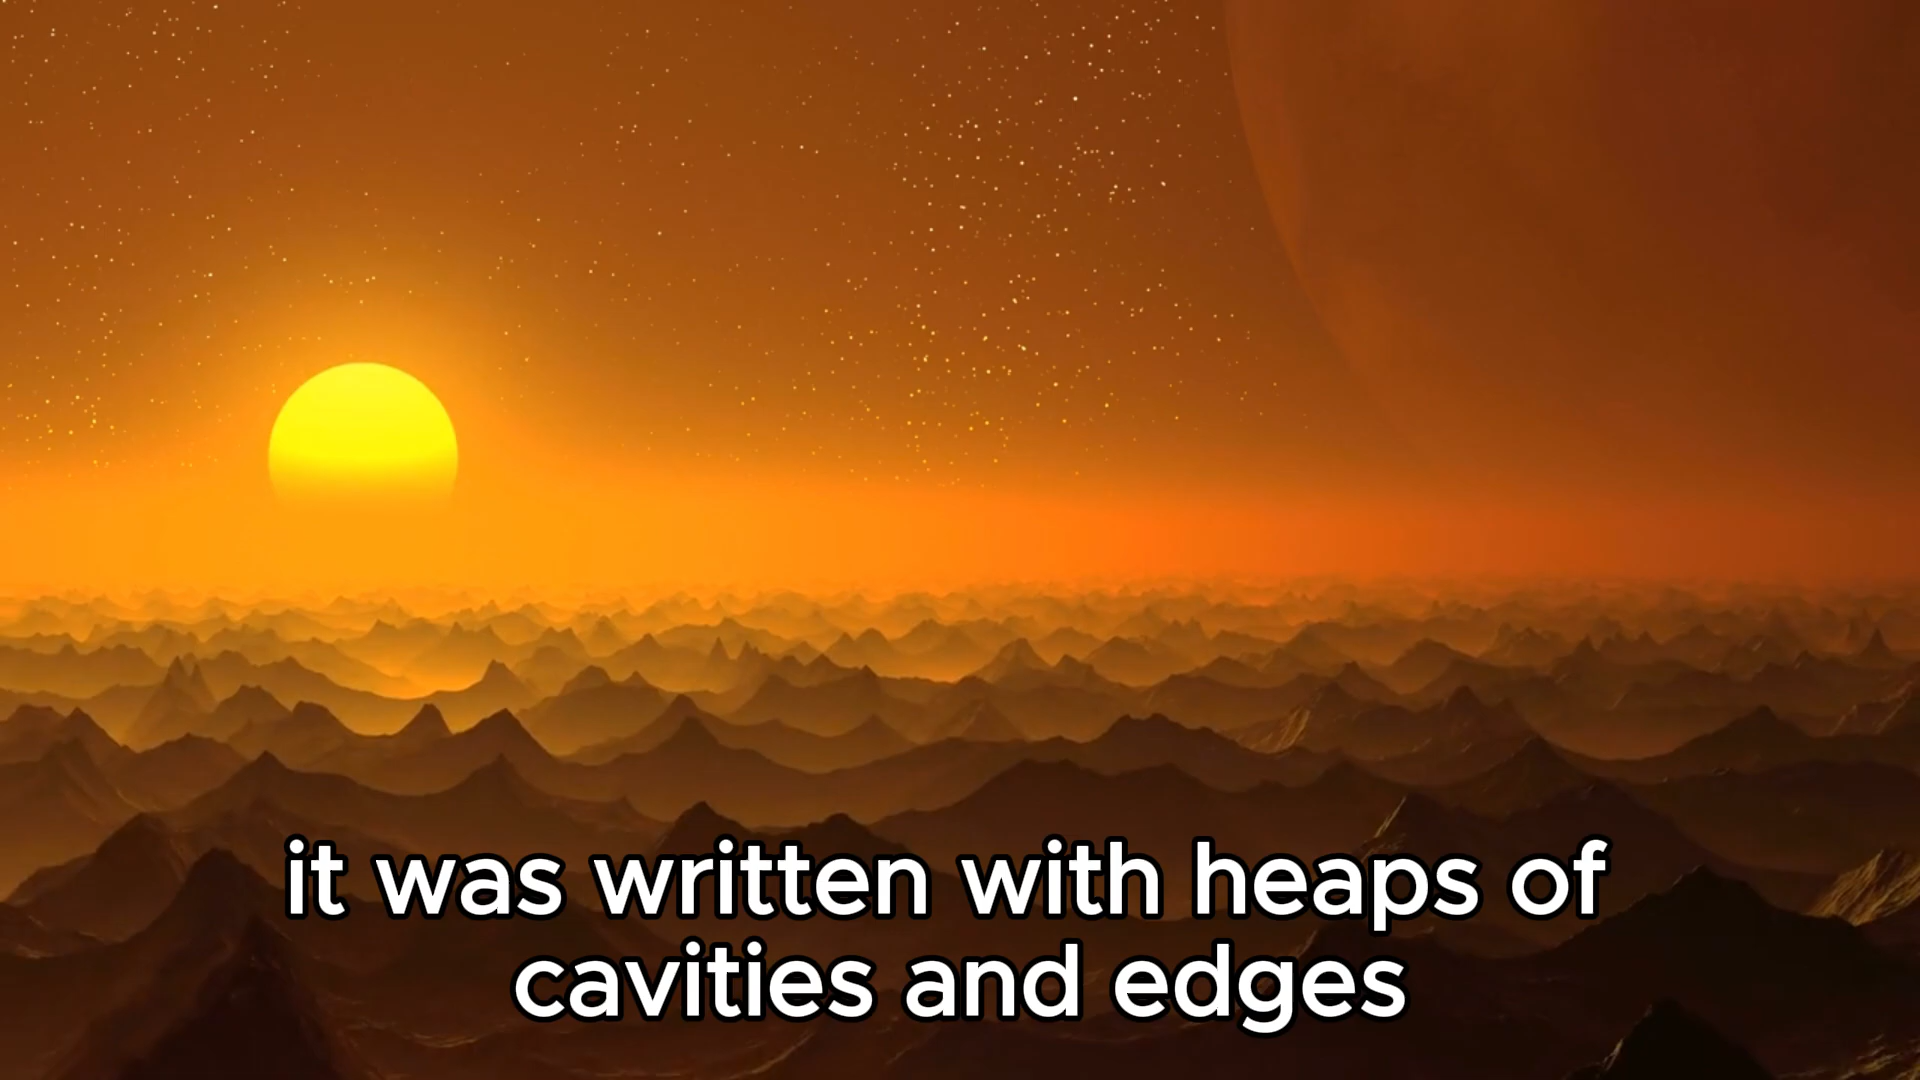 it was written with heaps of
cavities and edges